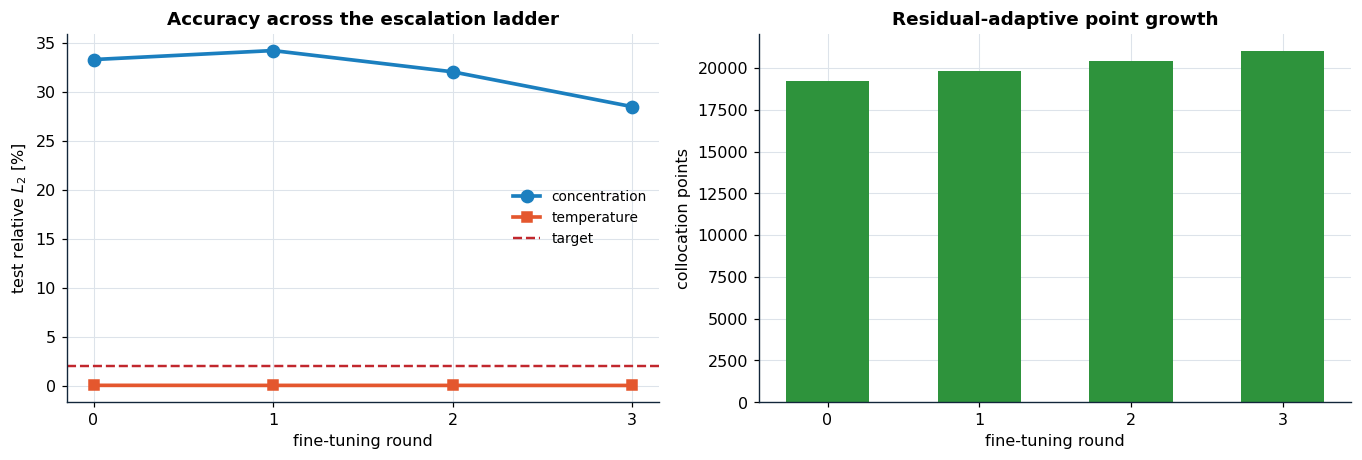 Accuracy across the escalation ladder
35
30
25
20
15
10
5
0
test relative L₂ [%]
concentration
temperature
target
0 1 2 3
fine-tuning round
Residual-adaptive point growth
20000
17500
15000
12500
10000
7500
5000
2500
0
collocation points
0 1 2 3
fine-tuning round